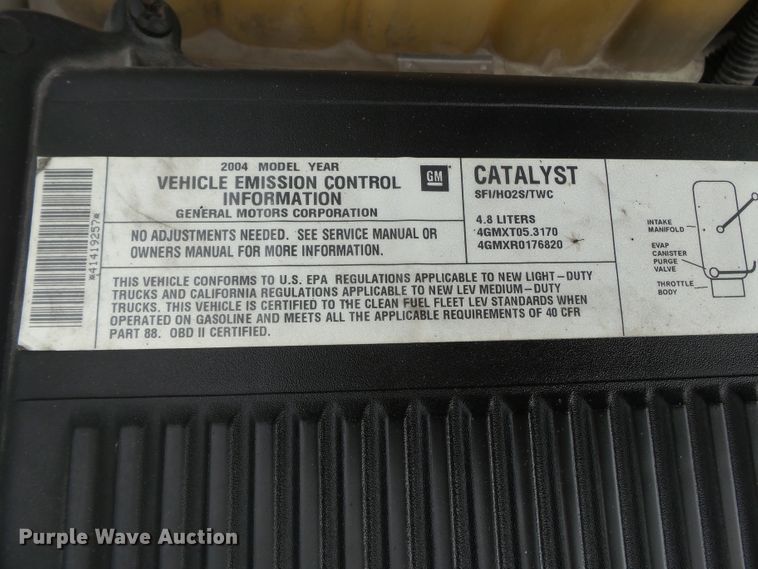 *41419257*
2004 MODEL YEAR
VEHICLE EMISSION CONTROL
INFORMATION
GENERAL MOTORS CORPORATION
GM
NO ADJUSTMENTS NEEDED. SEE SERVICE MANUAL OR
OWNERS MANUAL FOR MORE INFORMATION.
CATALYST
SFI/HO2S/TWC
4.8 LITERS
4GMXT05.3170
4GMXR0176820
THIS VEHICLE CONFORMS TO U.S. EPA REGULATIONS APPLICABLE TO NEW LIGHT-DUTY
TRUCKS AND CALIFORNIA REGULATIONS APPLICABLE TO NEW LEV MEDIUM-DUTY
TRUCKS. THIS VEHICLE IS CERTIFIED TO THE CLEAN FUEL FLEET LEV STANDARDS WHEN
OPERATED ON GASOLINE AND MEETS ALL THE APPLICABLE REQUIREMENTS OF 40 CFR
PART 88. OBD II CERTIFIED.
INTAKE
MANIFOLD
EVAP
CANISTER
PURGE
VALVE
THROTTLE
BODY
Purple Wave Auction